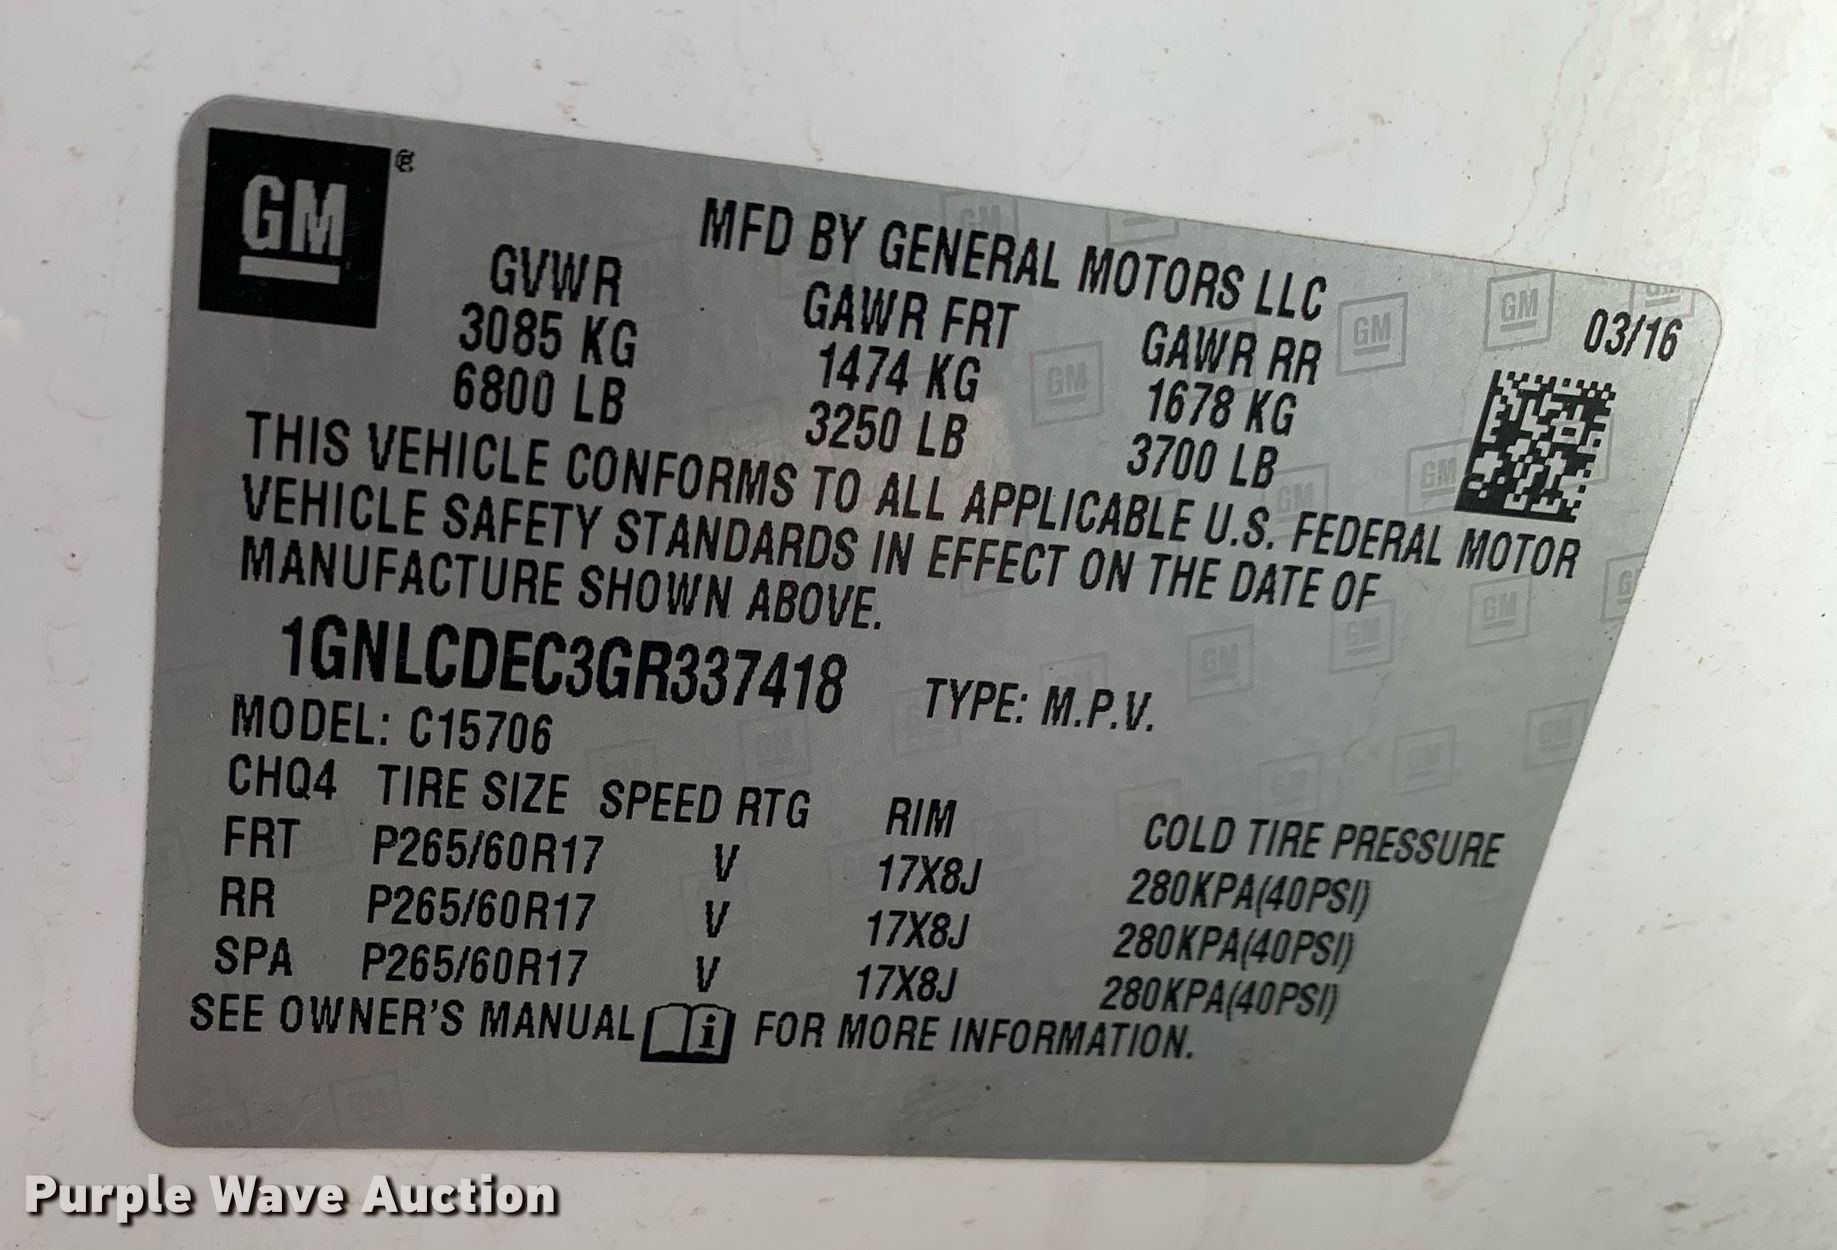 GM
MFD BY GENERAL MOTORS LLC
03/16
GVWR GAWR FRT GAWR RR
3085 KG 1474 KG 1678 KG
6800 LB 3250 LB 3700 LB
THIS VEHICLE CONFORMS TO ALL APPLICABLE U.S. FEDERAL MOTOR
VEHICLE SAFETY STANDARDS IN EFFECT ON THE DATE OF
MANUFACTURE SHOWN ABOVE.
1GNLCDEC3GR337418 TYPE: M.P.V.
MODEL: C15706
CHQ4 TIRE SIZE SPEED RTG RIM COLD TIRE PRESSURE
FRT P265/60R17 V 17X8J 280KPA(40PSI)
RR P265/60R17 V 17X8J 280KPA(40PSI)
SPA P265/60R17 V 17X8J 280KPA(40PSI)
SEE OWNER'S MANUAL i FOR MORE INFORMATION.
Purple Wave Auction